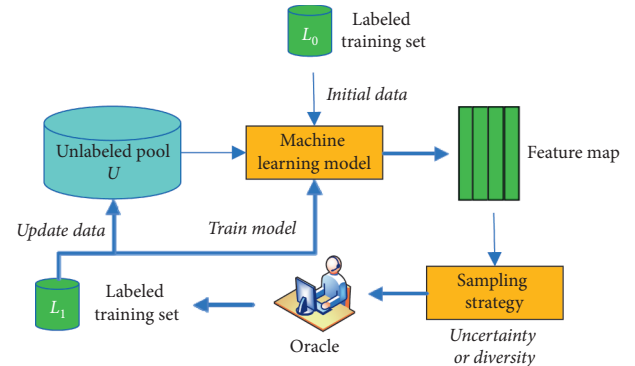 L₀
Labeled
training set
Initial data
Unlabeled pool
U
Machine
learning model
Feature map
Update data
Train model
L₁
Labeled
training set
Oracle
Sampling
strategy
Uncertainty
or diversity